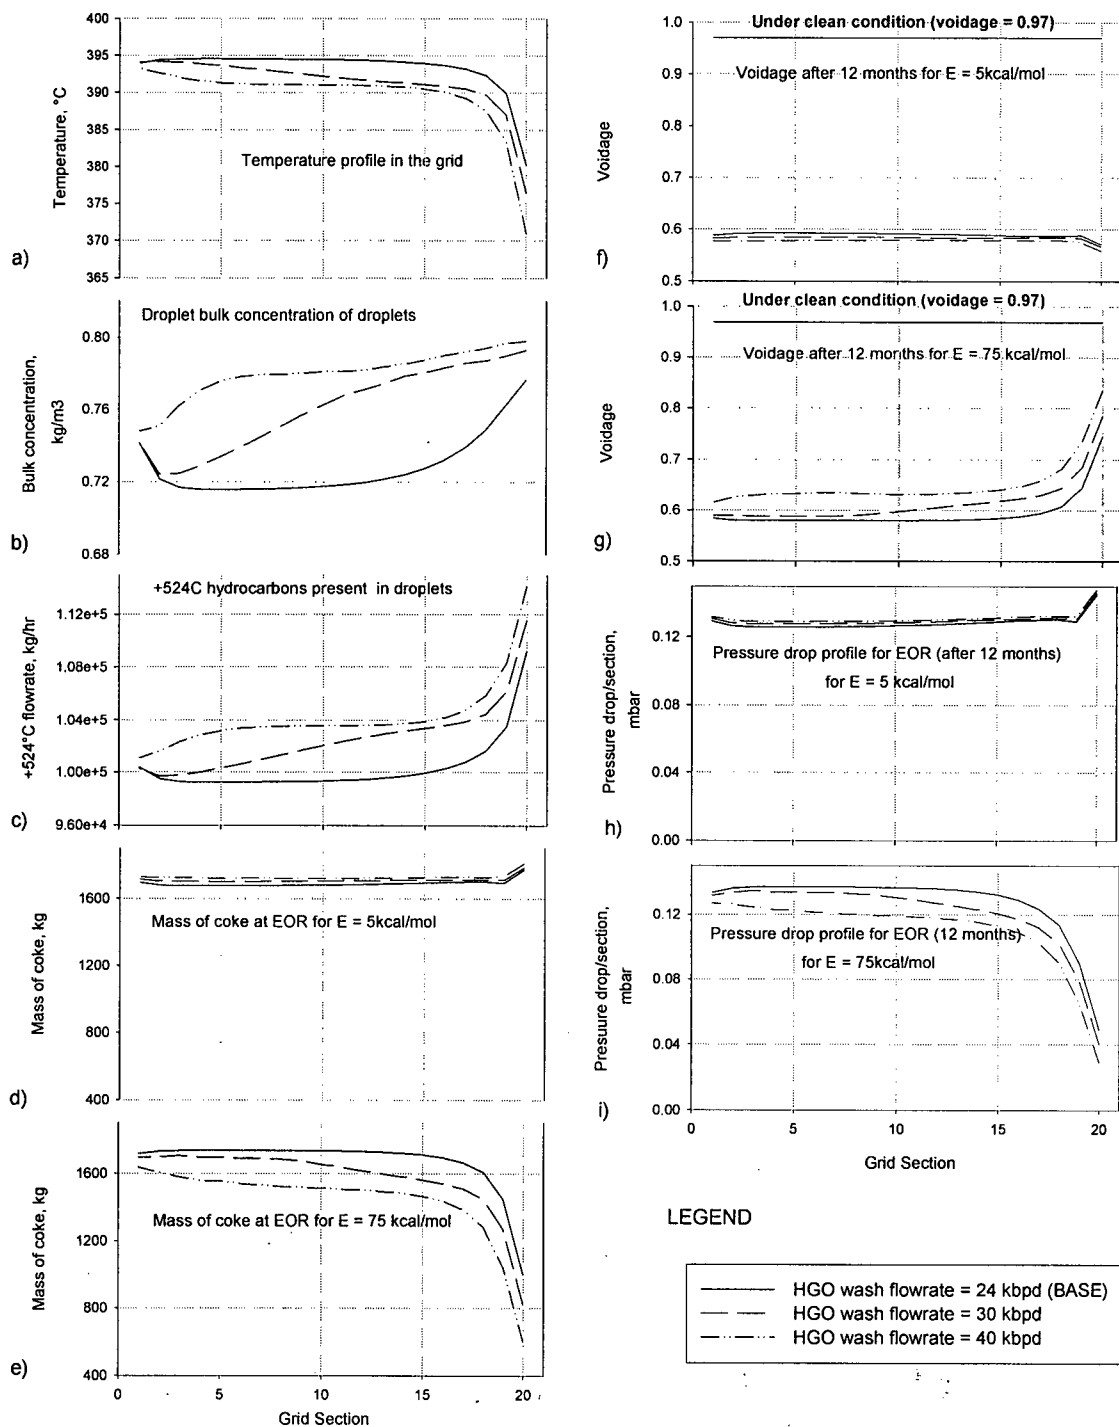 400
395
390
385
380
375
370
365
Temperature, °C
Temperature profile in the grid
a)
0.80
0.76
0.72
0.68
Bulk concentration,
kg/m3
Droplet bulk concentration of droplets
b)
1.12e+5
1.08e+5
1.04e+5
1.00e+5
9.60e+4
+524°C flowrate, kg/hr
+524C hydrocarbons present in droplets
c)
1600
1200
800
400
Mass of coke, kg
Mass of coke at EOR for E = 5kcal/mol
d)
1600
1200
800
400
Mass of coke, kg
Mass of coke at EOR for E = 75 kcal/mol
e)
0 5 10 15 20
Grid Section
1.0
0.9
0.8
0.7
0.6
0.5
Voidage
Under clean condition (voidage = 0.97)
Voidage after 12 months for E = 5kcal/mol
f)
1.0
0.9
0.8
0.7
0.6
0.5
Voidage
Under clean condition (voidage = 0.97)
Voidage after 12 months for E = 75 kcal/mol
g)
0.12
0.08
0.04
0.00
Pressure drop/section,
mbar
Pressure drop profile for EOR (after 12 months)
for E = 5 kcal/mol
h)
0.12
0.08
0.04
0.00
Presuure drop/section,
mbar
Pressure drop profile for EOR (12 months)
for E = 75kcal/mol
i)
0 5 10 15 20
Grid Section
LEGEND
HGO wash flowrate = 24 kbpd (BASE)
HGO wash flowrate = 30 kbpd
HGO wash flowrate = 40 kbpd